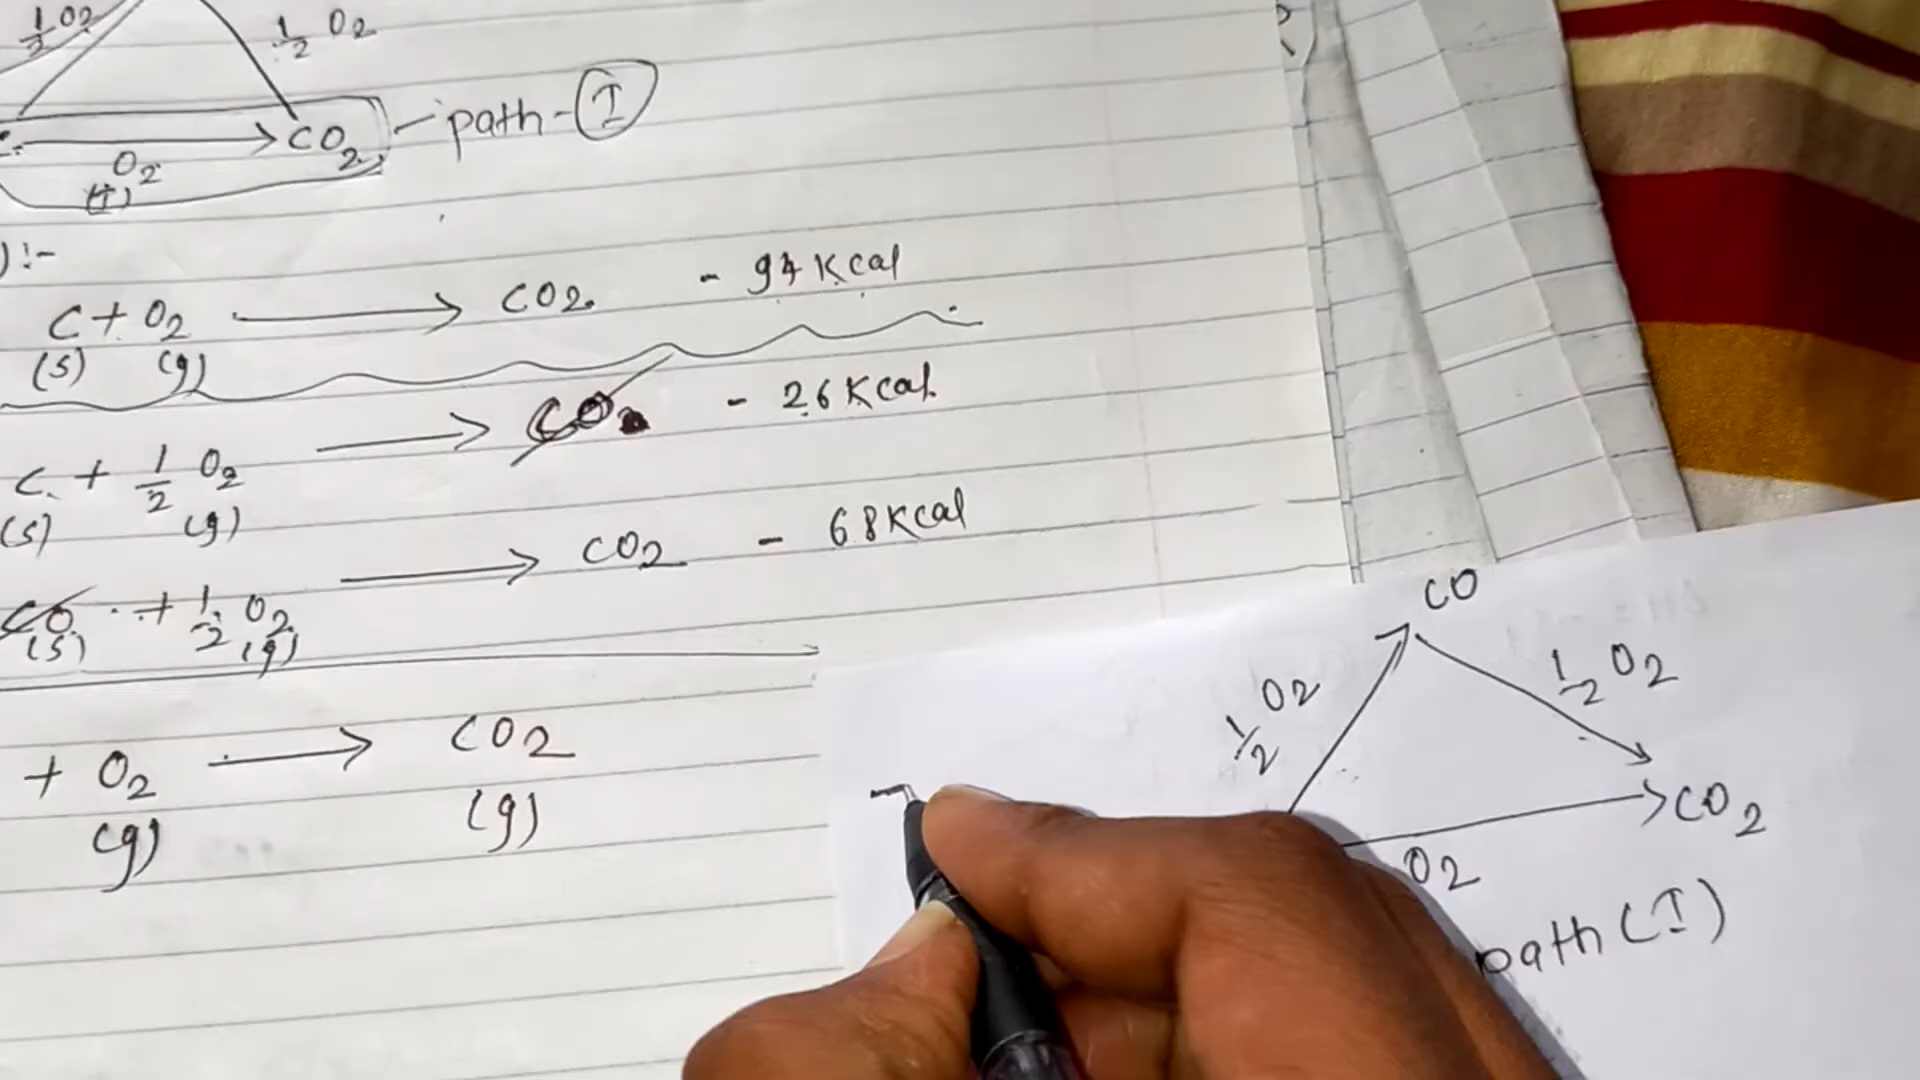 1/2 O2 1/2 O2
CO2 - path - (I)
O2
(I)
) :-
C + O2 → CO2 - 94 Kcal
(s) (g)
C + 1/2 O2 → CO - 26 Kcal
(s) (g)
CO + 1/2 O2 → CO2 - 68 Kcal
(s) (g)
+ O2 → CO2
(g) (g)
CO
1/2 O2 1/2 O2
CO2
O2
path (I)